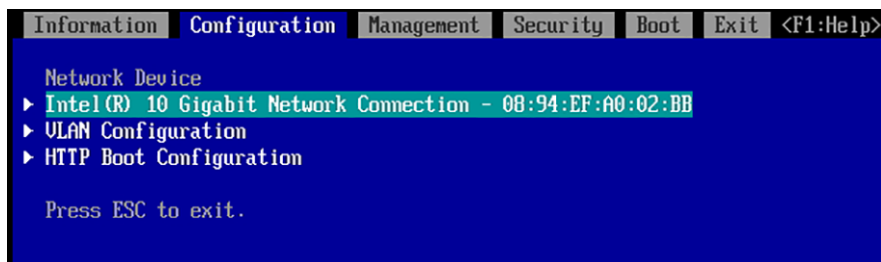 Information Configuration Management Security Boot Exit <F1:Help>
Network Device
Intel(R) 10 Gigabit Network Connection - 08:94:EF:A0:02:BB
VLAN Configuration
HTTP Boot Configuration
Press ESC to exit.